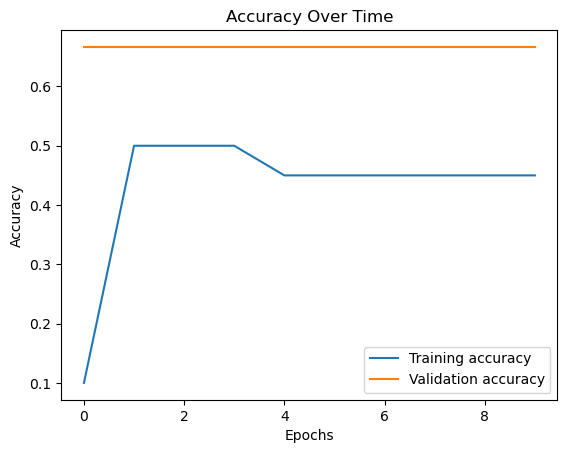 Accuracy Over Time
Accuracy
0.6
0.5
0.4
0.3
0.2
0.1
0 2 4 6 8
Epochs
Training accuracy
Validation accuracy